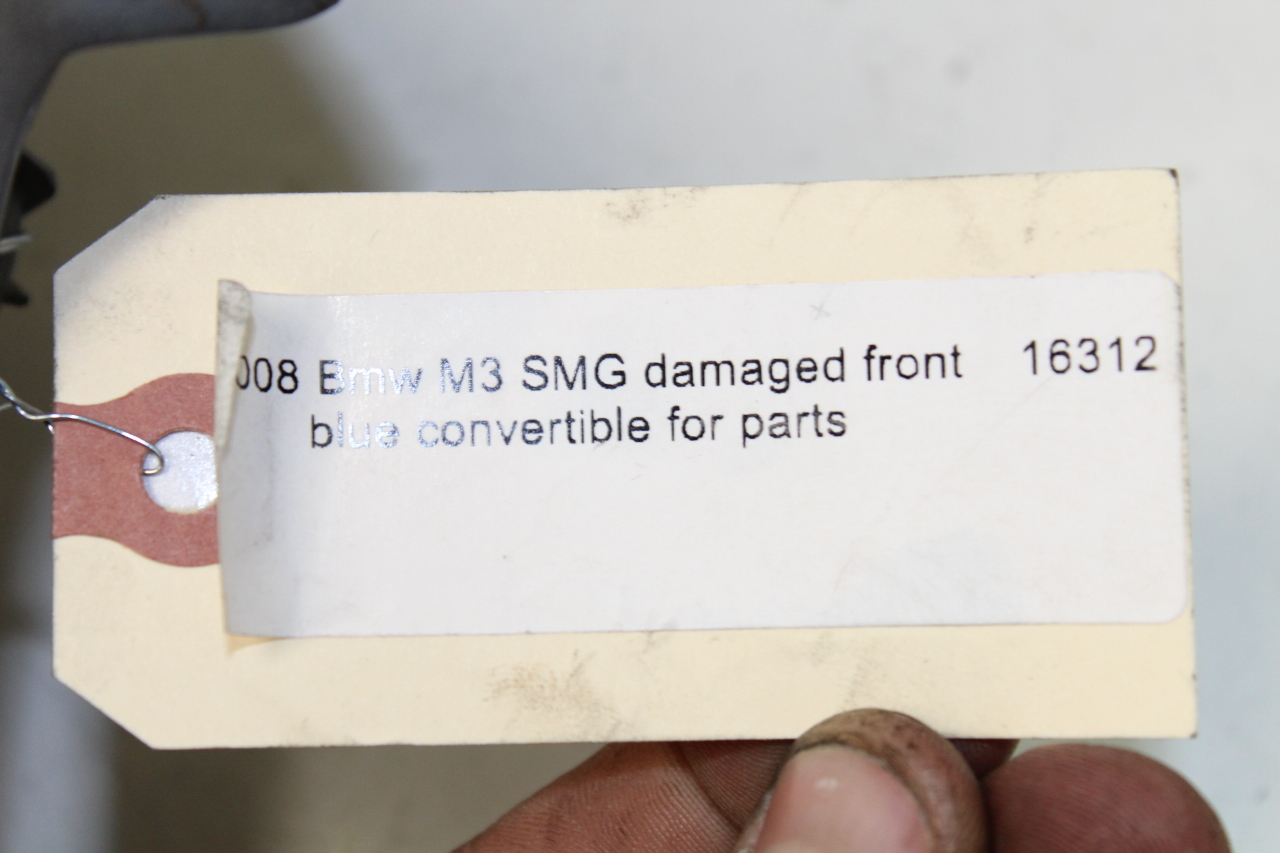 008 Bmw M3 SMG damaged front 16312
blue convertible for parts